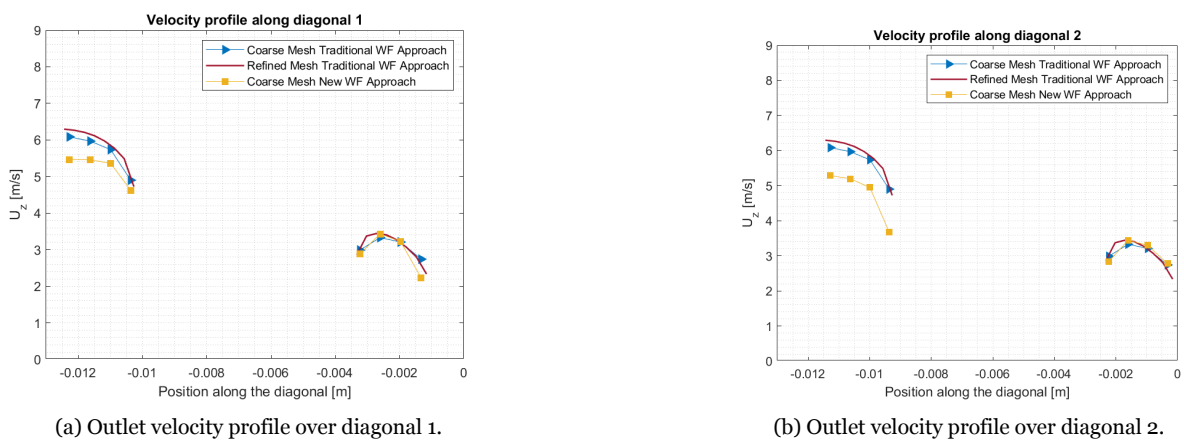 Velocity profile along diagonal 1
Coarse Mesh Traditional WF Approach
Refined Mesh Traditional WF Approach
Coarse Mesh New WF Approach
U_z [m/s]
9
8
7
6
5
4
3
2
1
0
-0.012
-0.01
-0.008
-0.006
-0.004
-0.002
0
Position along the diagonal [m]
(a) Outlet velocity profile over diagonal 1.
Velocity profile along diagonal 2
Coarse Mesh Traditional WF Approach
Refined Mesh Traditional WF Approach
Coarse Mesh New WF Approach
U_z [m/s]
9
8
7
6
5
4
3
2
1
0
-0.012
-0.01
-0.008
-0.006
-0.004
-0.002
0
Position along the diagonal [m]
(b) Outlet velocity profile over diagonal 2.